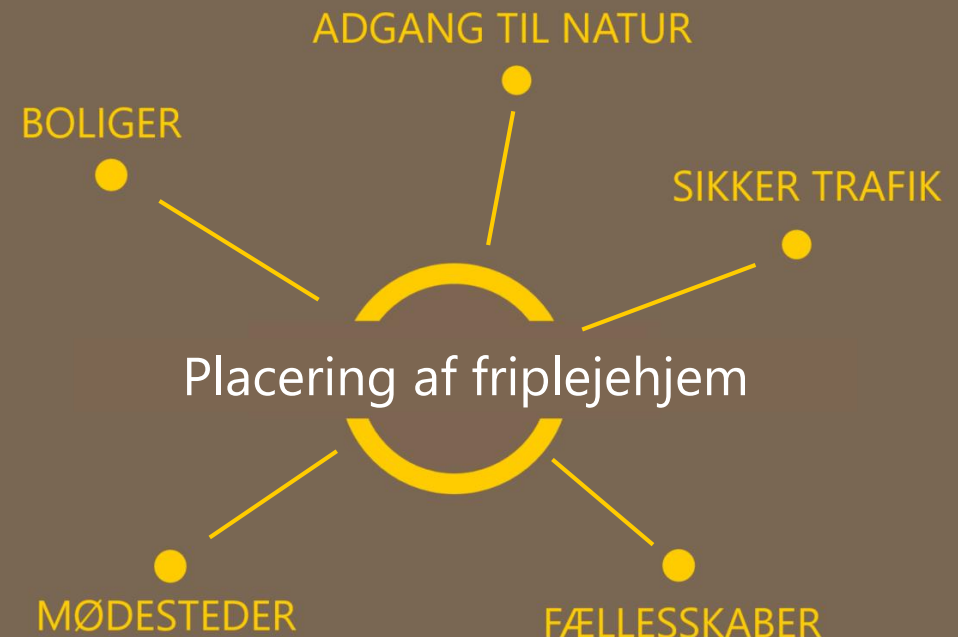 ADGANG TIL NATUR
BOLIGER
SIKKER TRAFIK
Placering af friplejehjem
MØDESTEDER
FÆLLESSKABER